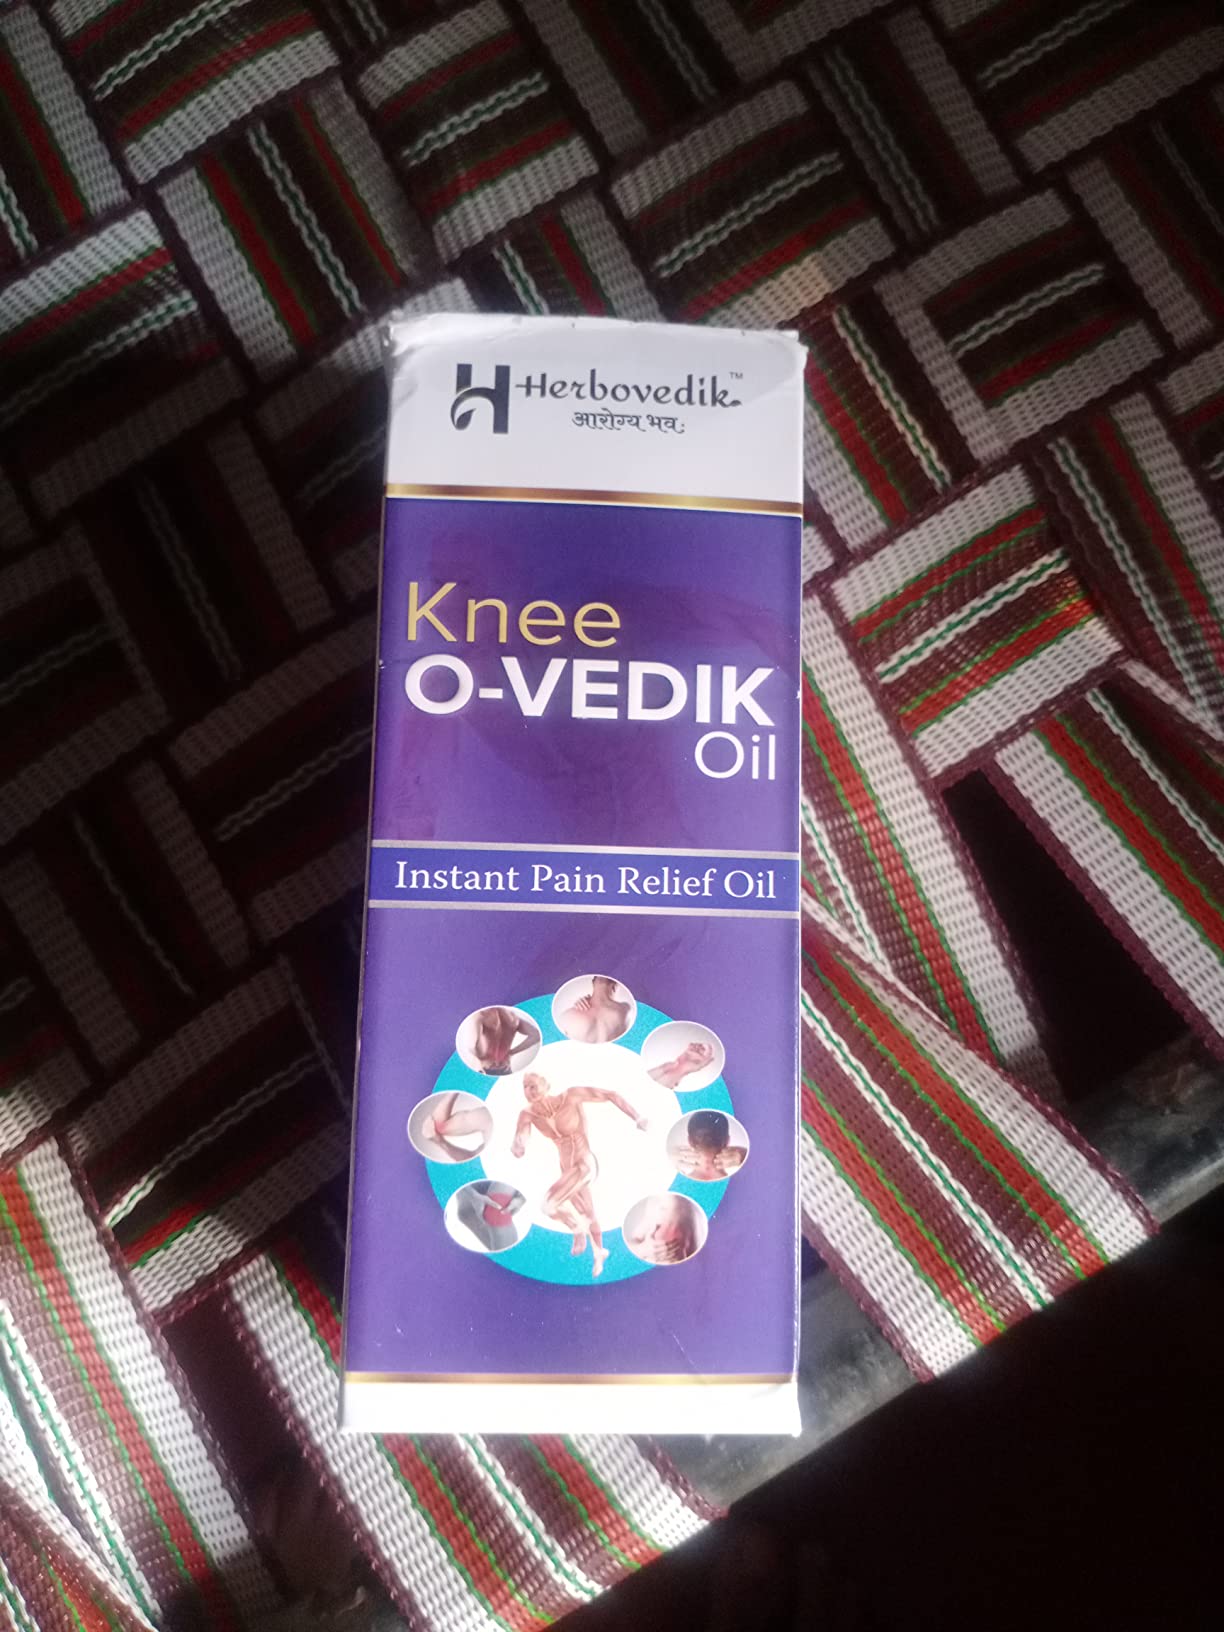 Herbovedik™
आरोग्य भवः
Knee
O-VEDIK
Oil
Instant Pain Relief Oil